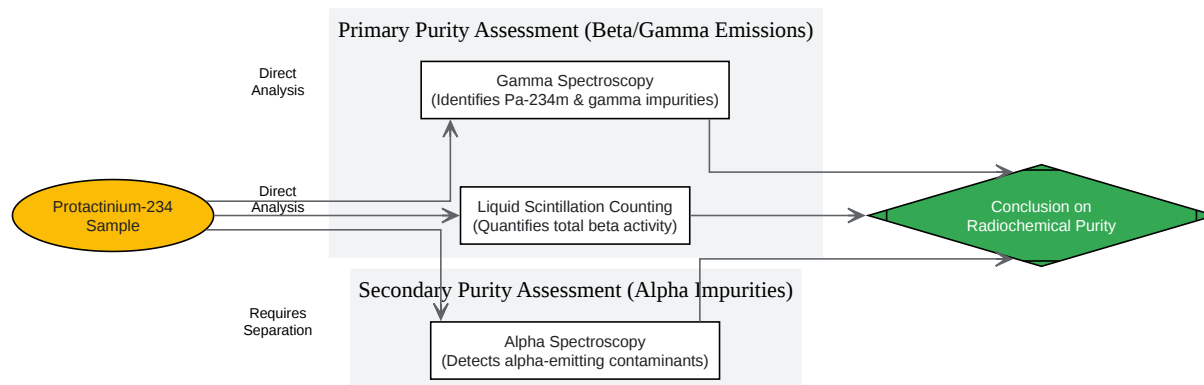 Primary Purity Assessment (Beta/Gamma Emissions)
Direct
Analysis
Gamma Spectroscopy
(Identifies Pa-234m & gamma impurities)
Protactinium-234
Sample
Direct
Analysis
Liquid Scintillation Counting
(Quantifies total beta activity)
Conclusion on
Radiochemical Purity
Secondary Purity Assessment (Alpha Impurities)
Requires
Separation
Alpha Spectroscopy
(Detects alpha-emitting contaminants)